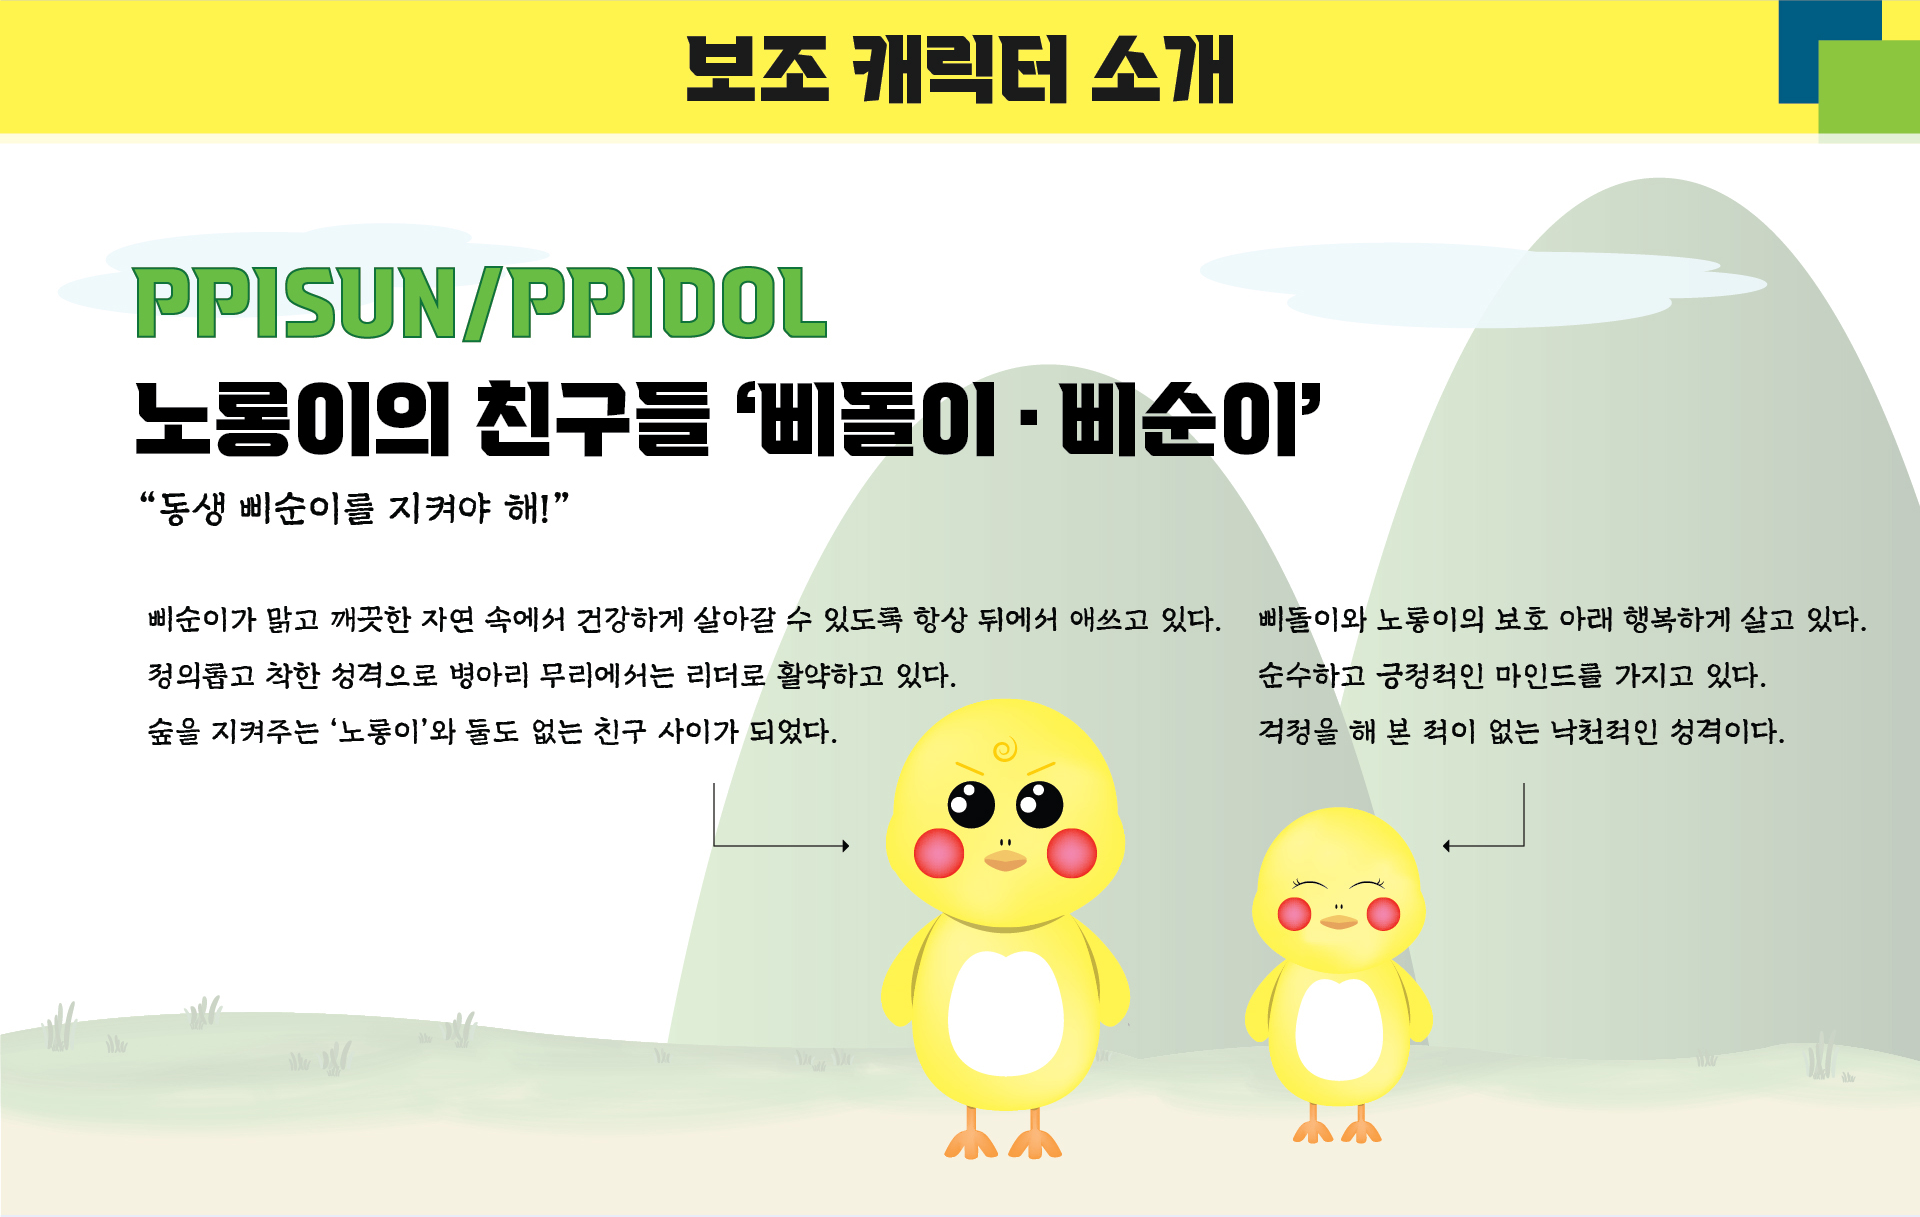 보조 캐릭터 소개
PPISUN/PPIDOL
노롱이의 친구들 ‘삐돌이 · 삐순이’
“동생 삐순이를 지켜야 해!”
삐순이가 맑고 깨끗한 자연 속에서 건강하게 살아갈 수 있도록 항상 뒤에서 애쓰고 있다.
정의롭고 착한 성격으로 병아리 무리에서는 리더로 활약하고 있다.
숲을 지켜주는 ‘노롱이’와 둘도 없는 친구 사이가 되었다.
삐돌이와 노롱이의 보호 아래 행복하게 살고 있다.
순수하고 긍정적인 마인드를 가지고 있다.
걱정을 해 본 적이 없는 낙천적인 성격이다.